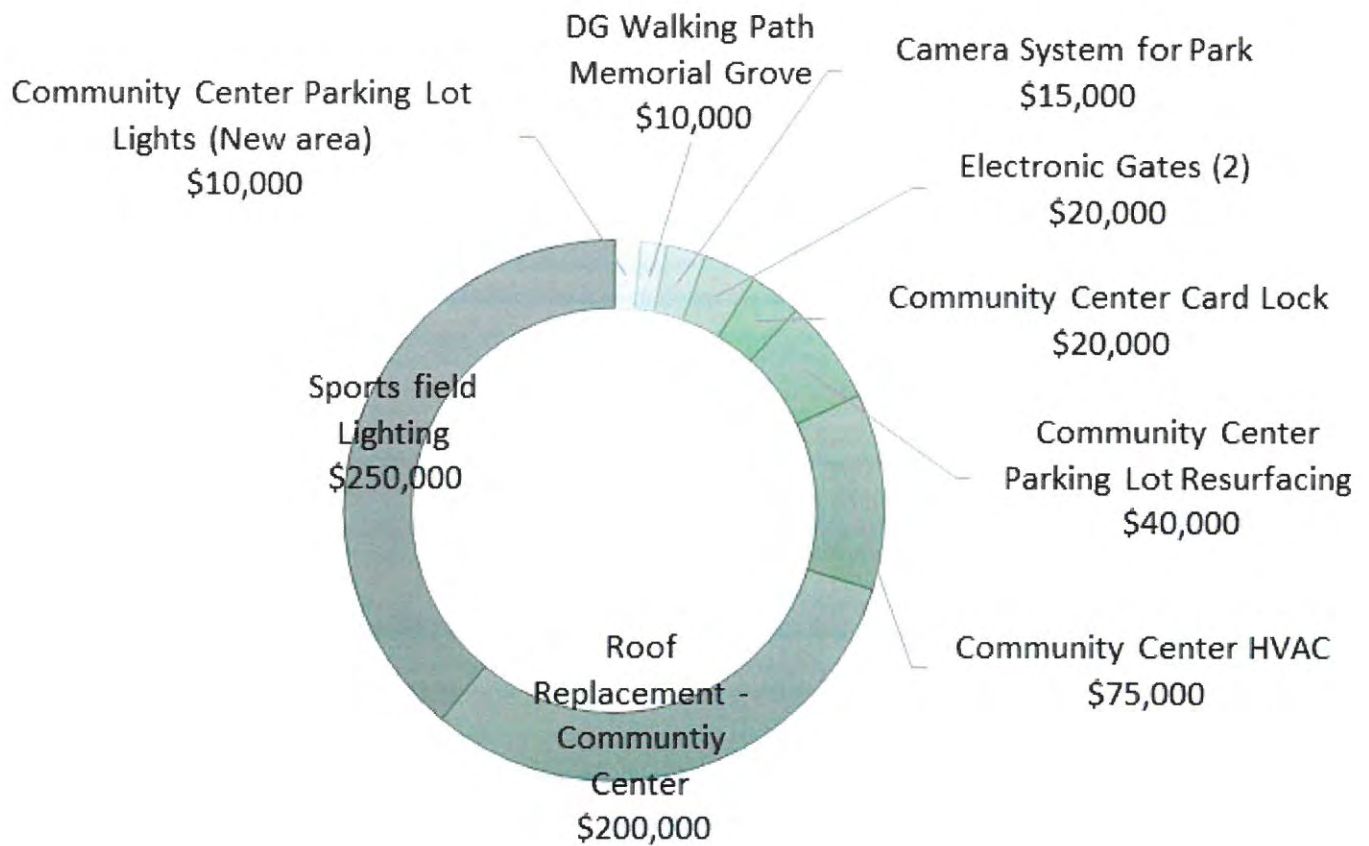 DG Walking Path
Memorial Grove
$10,000
Camera System for Park
$15,000
Community Center Parking Lot
Lights (New area)
$10,000
Electronic Gates (2)
$20,000
Community Center Card Lock
$20,000
Sports field
Lighting
$250,000
Community Center
Parking Lot Resurfacing
$40,000
Roof
Replacement -
Communtiy
Center
$200,000
Community Center HVAC
$75,000